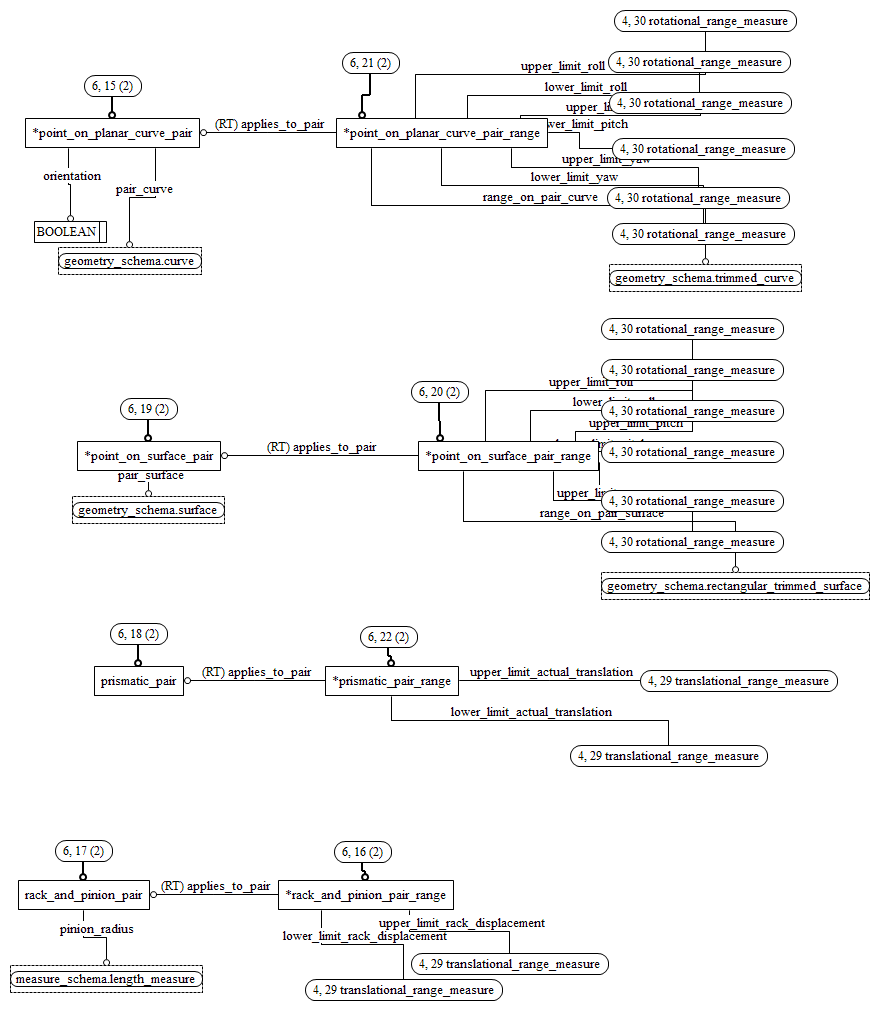 4, 30 rotational_range_measure
6, 21 (2)
upper_limit_roll
4, 30 rotational_range_measure
6, 15 (2)
lower_limit_roll
4, 30 rotational_range_measure
*point_on_planar_curve_pair
(RT) applies_to_pair
*point_on_planar_curve_pair_range
4, 30 rotational_range_measure
orientation
lower_limit_yaw
pair_curve
range_on_pair_curve
4, 30 rotational_range_measure
BOOLEAN
4, 30 rotational_range_measure
geometry_schema.curve
geometry_schema.trimmed_curve
4, 30 rotational_range_measure
4, 30 rotational_range_measure
upper_limit_roll
6, 20 (2)
6, 19 (2)
4, 30 rotational_range_measure
upper_limit_pitch
*point_on_surface_pair
(RT) applies_to_pair
*point_on_surface_pair_range
4, 30 rotational_range_measure
pair_surface
4, 30 rotational_range_measure
geometry_schema.surface
range_on_pair_surface
4, 30 rotational_range_measure
geometry_schema.rectangular_trimmed_surface
6, 18 (2)
6, 22 (2)
prismatic_pair
(RT) applies_to_pair
*prismatic_pair_range
upper_limit_actual_translation
4, 29 translational_range_measure
lower_limit_actual_translation
4, 29 translational_range_measure
6, 17 (2)
6, 16 (2)
rack_and_pinion_pair
(RT) applies_to_pair
*rack_and_pinion_pair_range
pinion_radius
upper_limit_rack_displacement
lower_limit_rack_displacement
4, 29 translational_range_measure
measure_schema.length_measure
4, 29 translational_range_measure